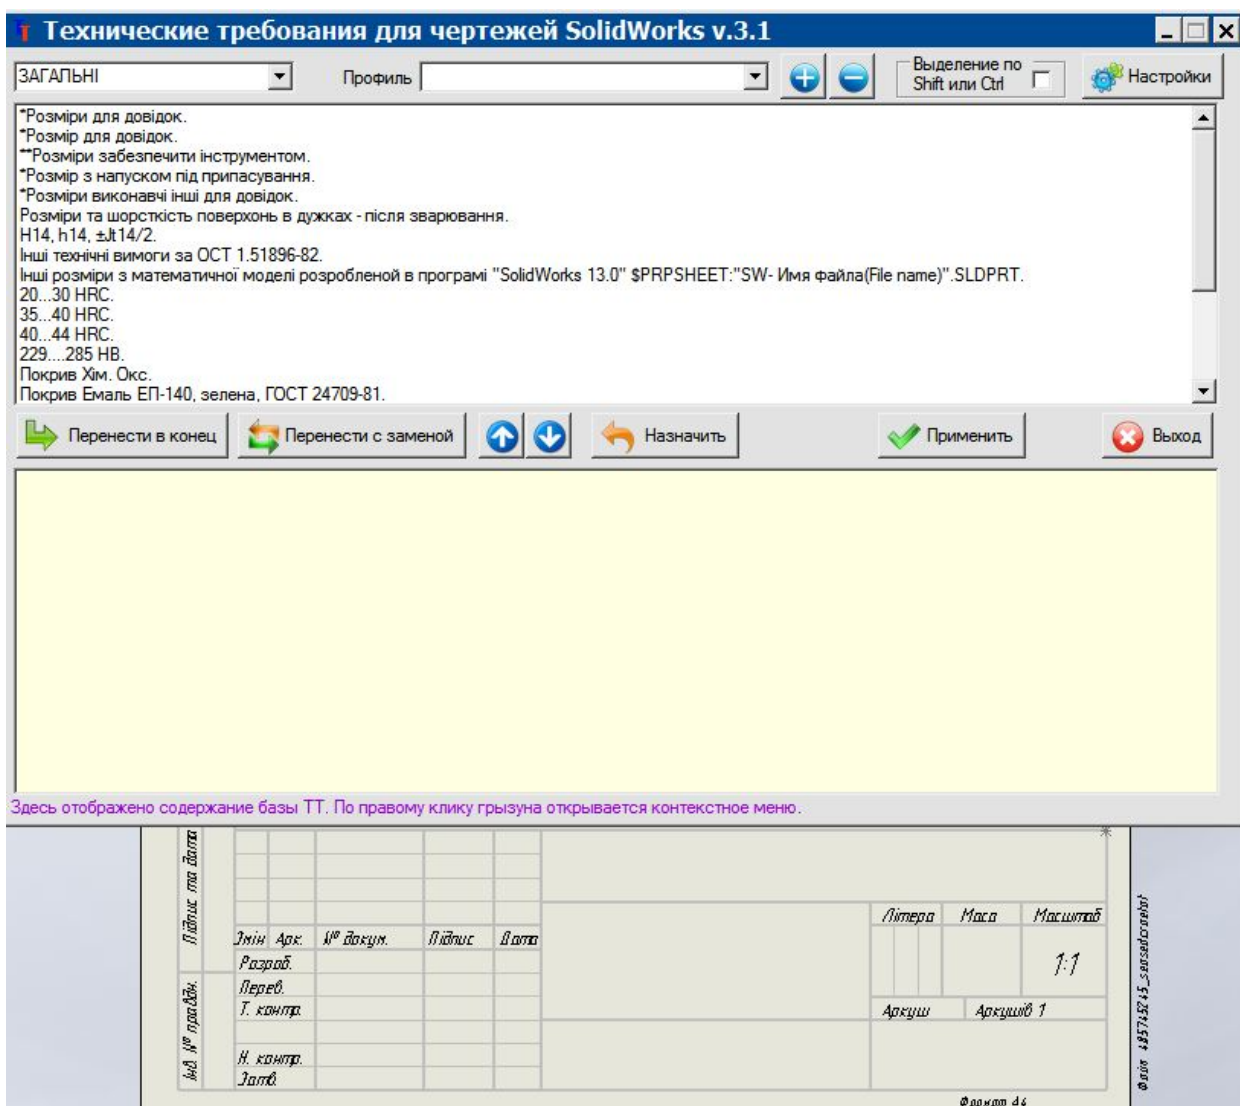 Технические требования для чертежей SolidWorks v.3.1
ЗАГАЛЬНІ
Профиль
Выделение по
Shift или Ctrl
Настройки
*Розміри для довідок.
*Розмір для довідок.
**Розміри забезпечити інструментом.
*Розмір з напуском під припасування.
*Розміри виконавчі інші для довідок.
Розміри та шорсткість поверхонь в дужках - після зварювання.
H14, h14, ±Jt14/2.
Інші технічні вимоги за ОСТ 1.51896-82.
Інші розміри з математичної моделі розробленой в програмі "SolidWorks 13.0" $PRPSHEET:"SW- Имя файла(File name)".SLDPRT.
20...30 HRC.
35...40 HRC.
40...44 HRC.
229....285 HB.
Покрив Хім. Окс.
Покрив Емаль ЕП-140, зелена, ГОСТ 24709-81.
Перенести в конец
Перенести с заменой
Назначить
Применить
Выход
Здесь отображено содержание базы ТТ. По правому клику грызуна открывается контекстное меню.
Підпис та дата
Літера Маса Масштаб
Змін Арк. № докум. Підпис Дата
Розроб.
1:1
Перев.
Т. контр.
Аркуш Аркушів 1
Н. контр.
Затв.
Формат А4